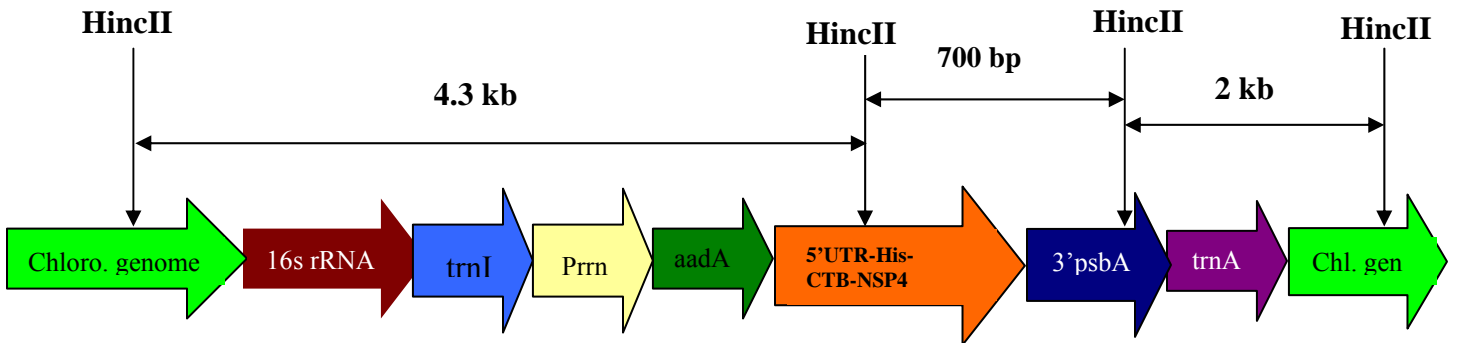 HincII
HincII
HincII
HincII
700 bp
4.3 kb
2 kb
Chloro. genome
16s rRNA
trnI
Prrn
aadA
5'UTR-His-
CTB-NSP4
3'psbA
trnA
Chl. gen